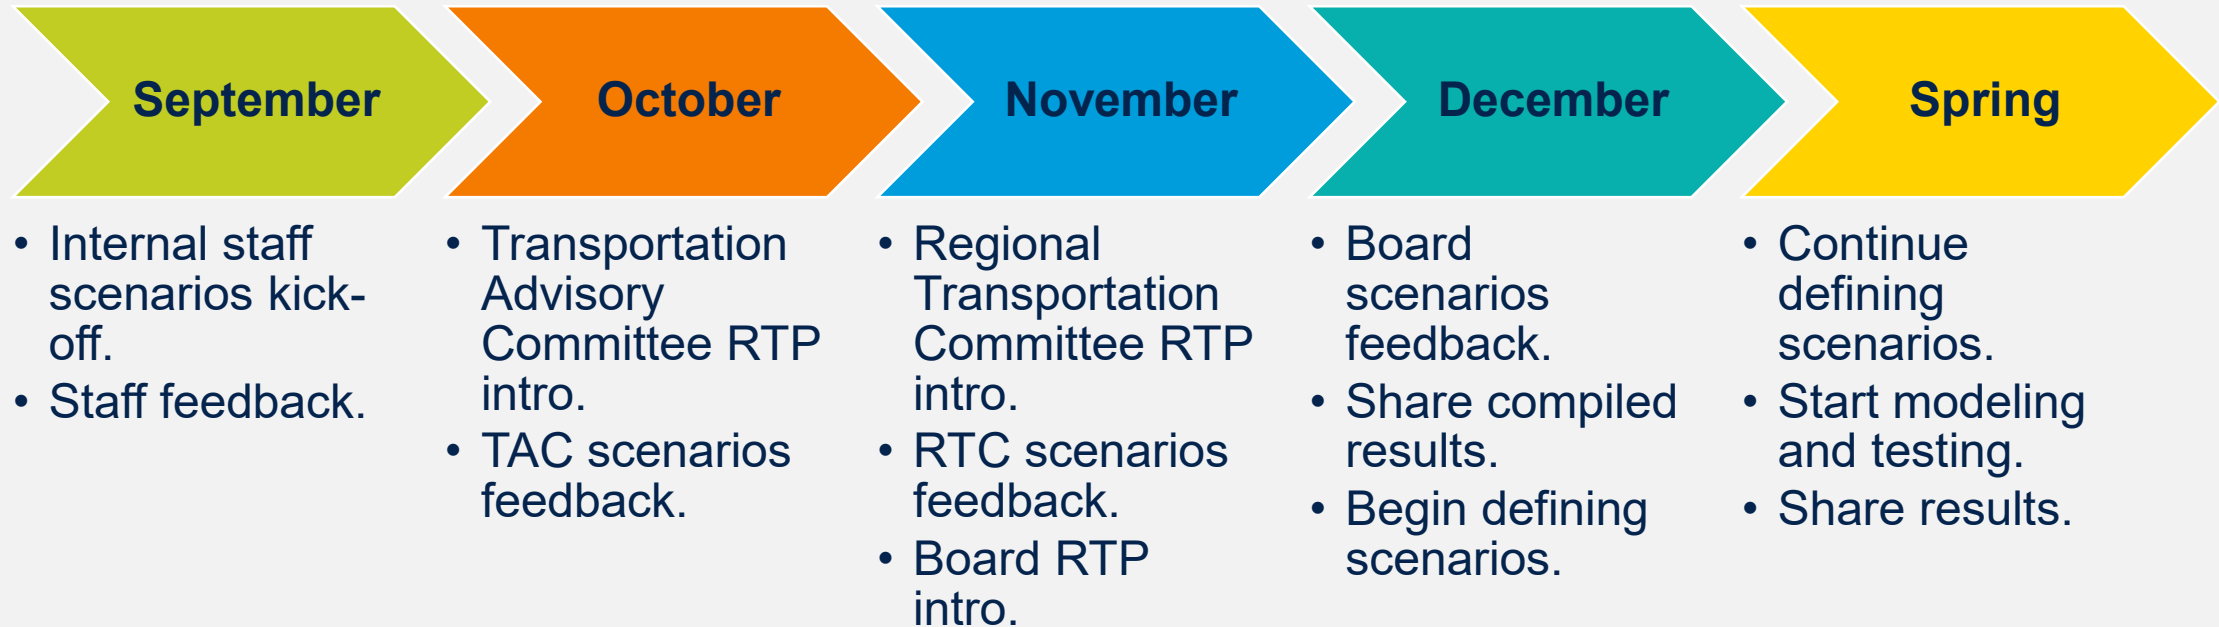 September
• Internal staff
scenarios kick-
off.
• Staff feedback.
October
• Transportation
Advisory
Committee RTP
intro.
• TAC scenarios
feedback.
November
• Regional
Transportation
Committee RTP
intro.
• RTC scenarios
feedback.
• Board RTP
intro.
December
• Board
scenarios
feedback.
• Share compiled
results.
• Begin defining
scenarios.
Spring
• Continue
defining
scenarios.
• Start modeling
and testing.
• Share results.